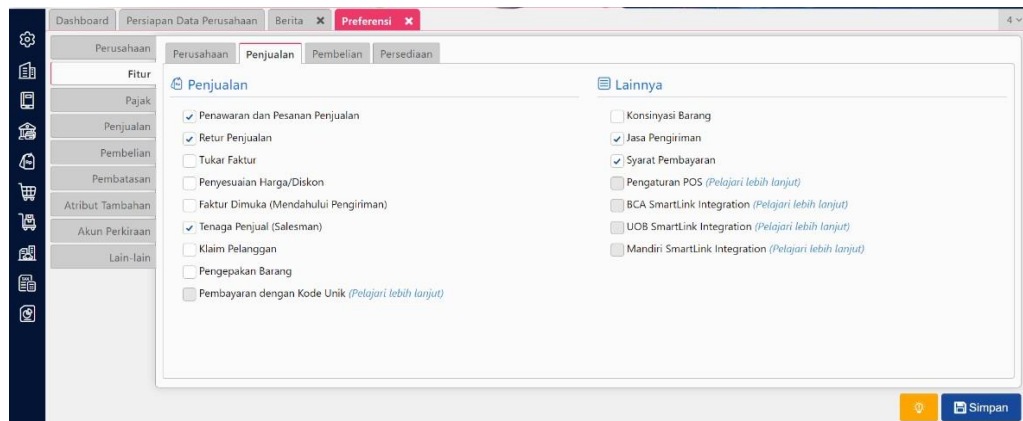 Dashboard
Persiapan Data Perusahaan
Berita
Preferensi
4
Perusahaan
Fitur
Pajak
Penjualan
Pembelian
Pembatasan
Atribut Tambahan
Akun Perkiraan
Lain-lain
Perusahaan
Penjualan
Pembelian
Persediaan
Penjualan
Penawaran dan Pesanan Penjualan
Retur Penjualan
Tukar Faktur
Penyesuaian Harga/Diskon
Faktur Dimuka (Mendahului Pengiriman)
Tenaga Penjual (Salesman)
Klaim Pelanggan
Pengepakan Barang
Pembayaran dengan Kode Unik (Pelajari lebih lanjut)
Lainnya
Konsinyasi Barang
Jasa Pengiriman
Syarat Pembayaran
Pengaturan POS (Pelajari lebih lanjut)
BCA SmartLink Integration (Pelajari lebih lanjut)
UOB SmartLink Integration (Pelajari lebih lanjut)
Mandiri SmartLink Integration (Pelajari lebih lanjut)
Simpan